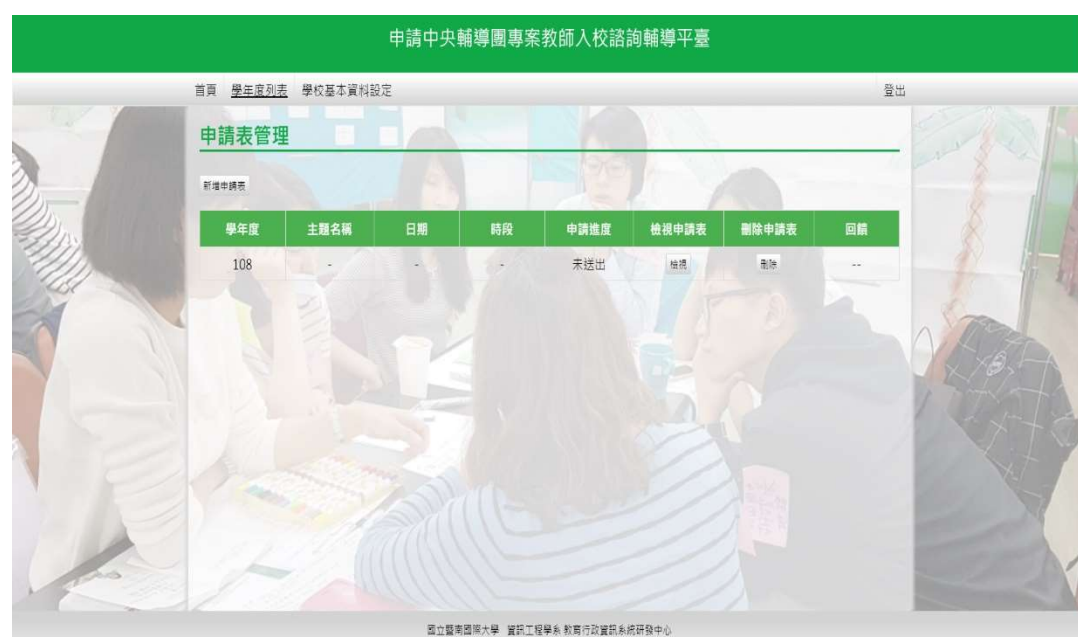 申請中央輔導團專案教師入校諮詢輔導平臺
首頁 學年度列表 學校基本資料設定 登出
申請表管理
新增申請表
學年度 主題名稱 日期 時段 申請進度 檢視申請表 刪除申請表 回饋
108 - - - 未送出 檢視 刪除 --
國立暨南國際大學 資訊工程學系 教育行政資訊系統研發中心